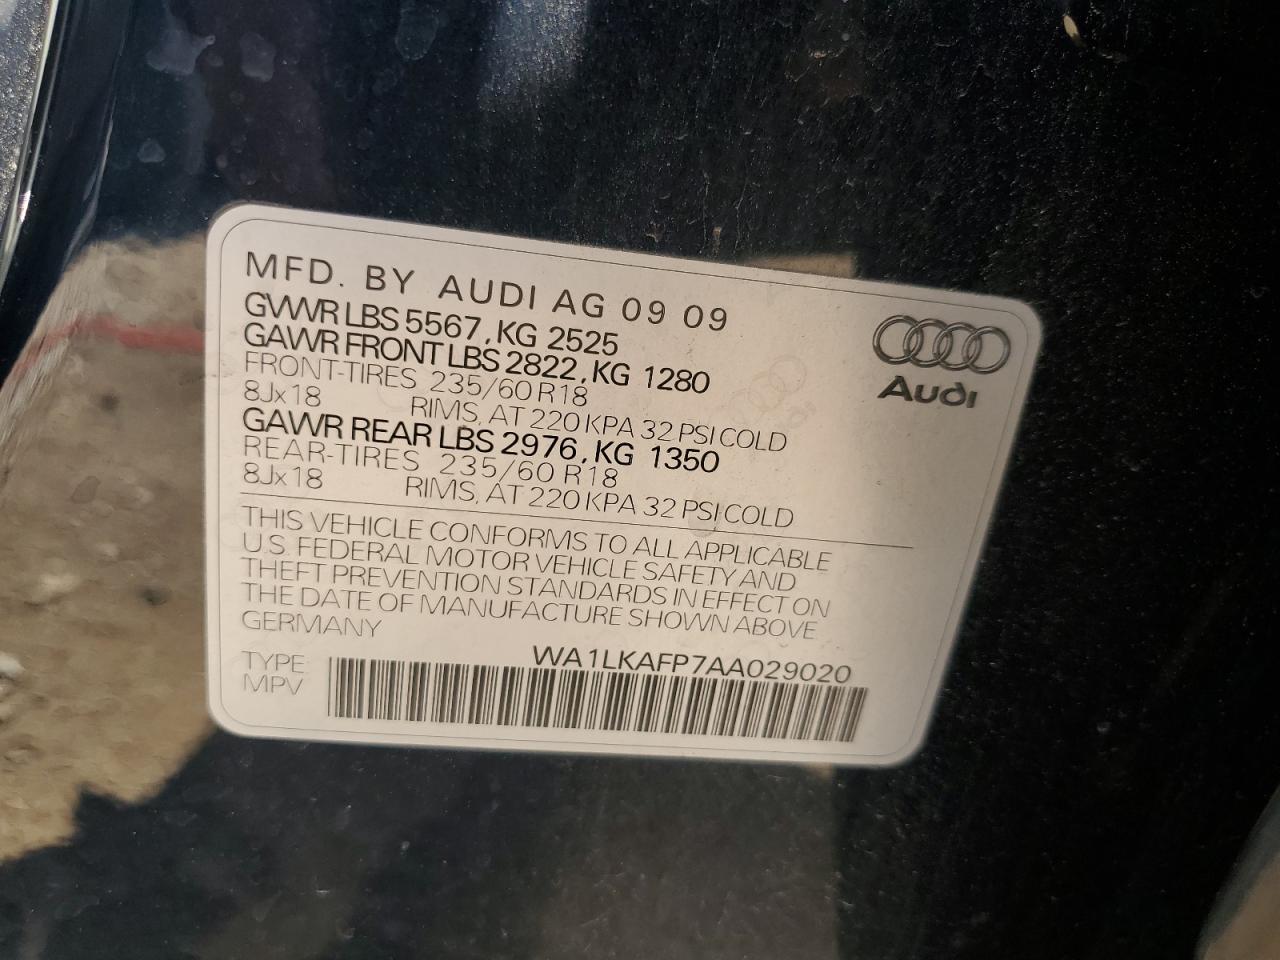 MFD. BY AUDI AG 09 09
GVWR LBS 5567, KG 2525
GAWR FRONT LBS 2822, KG 1280
FRONT-TIRES 235/60 R18
8Jx18 RIMS, AT 220 KPA 32 PSI COLD
GAWR REAR LBS 2976, KG 1350
REAR-TIRES 235/60 R18
8Jx18 RIMS, AT 220 KPA 32 PSI COLD
Audi
THIS VEHICLE CONFORMS TO ALL APPLICABLE
U.S. FEDERAL MOTOR VEHICLE SAFETY AND
THEFT PREVENTION STANDARDS IN EFFECT ON
THE DATE OF MANUFACTURE SHOWN ABOVE
GERMANY
WA1LKAFP7AA029020
TYPE
MPV